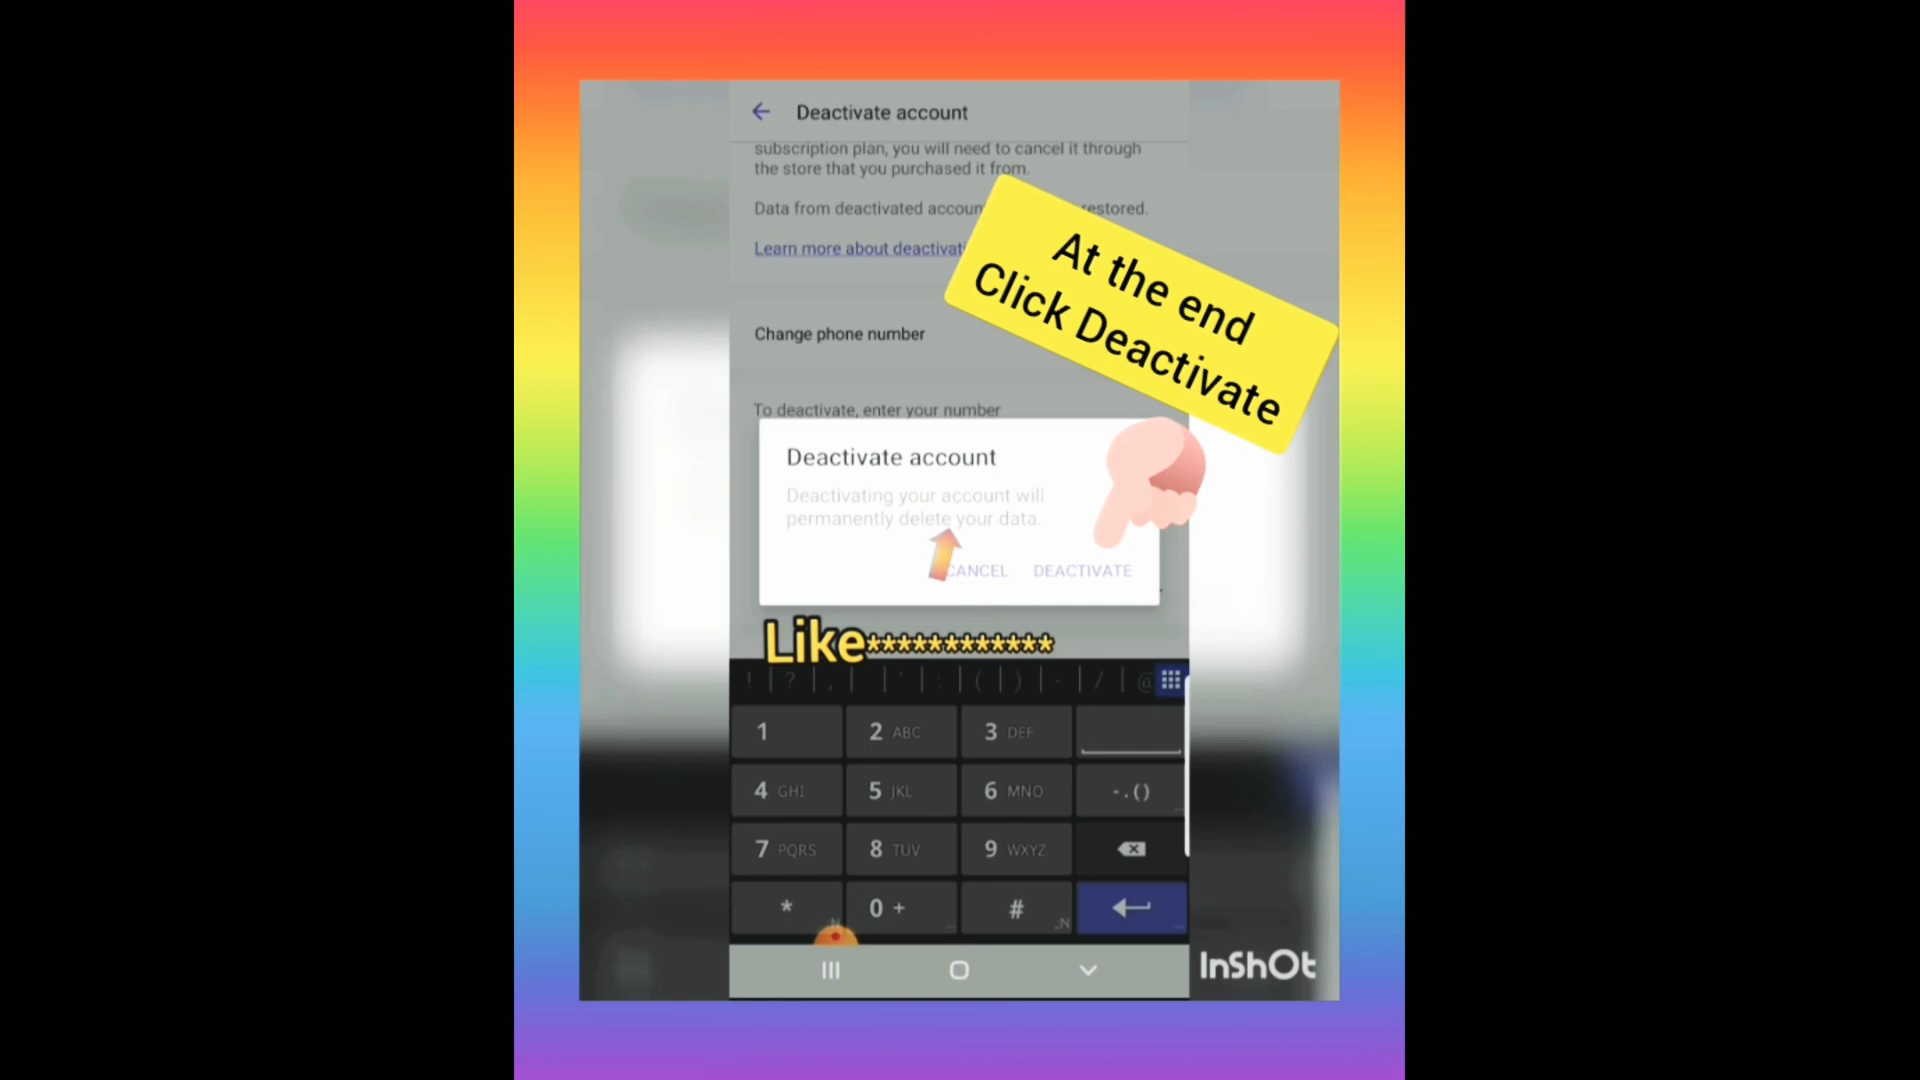 Deactivate account
subscription plan, you will need to cancel it through
the store that you purchased it from.
Data from deactivated accoun
estored.
Learn more about deactivati
At the end
Click Deactivate
Change phone number
To deactivate, enter your number
Deactivate account
Deactivating your account will
permanently delete your data.
CANCEL DEACTIVATE
Like************
! ? , ' : ( ) - / @
1 2 ABC 3 DEF
4 GHI 5 JKL 6 MNO -.()
7 PQRS 8 TUV 9 WXYZ
* 0 + #
InShOt